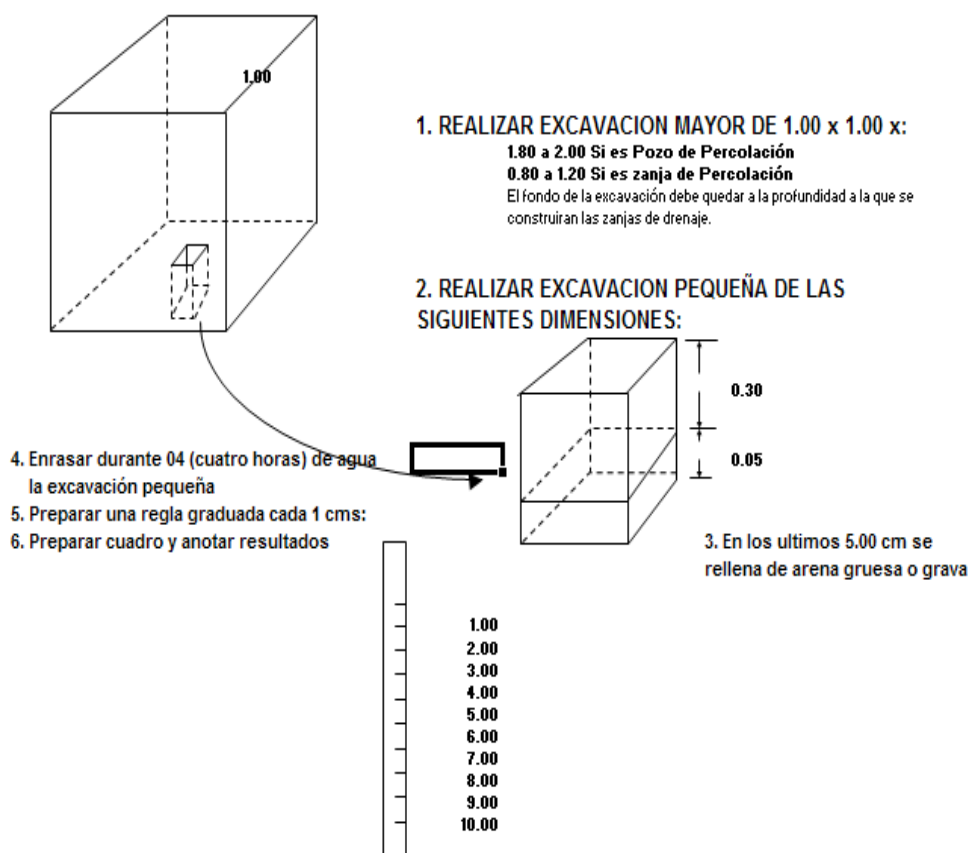 1.00
1. REALIZAR EXCAVACION MAYOR DE 1.00 x 1.00 x:
1.80 a 2.00 Si es Pozo de Percolación
0.80 a 1.20 Si es zanja de Percolación
El fondo de la excavación debe quedar a la profundidad a la que se
construiran las zanjas de drenaje.
2. REALIZAR EXCAVACION PEQUEÑA DE LAS
SIGUIENTES DIMENSIONES:
0.30
0.05
3. En los ultimos 5.00 cm se
rellena de arena gruesa o grava
4. Enrasar durante 04 (cuatro horas) de agua
la excavación pequeña
5. Preparar una regla graduada cada 1 cms:
6. Preparar cuadro y anotar resultados
1.00
2.00
3.00
4.00
5.00
6.00
7.00
8.00
9.00
10.00